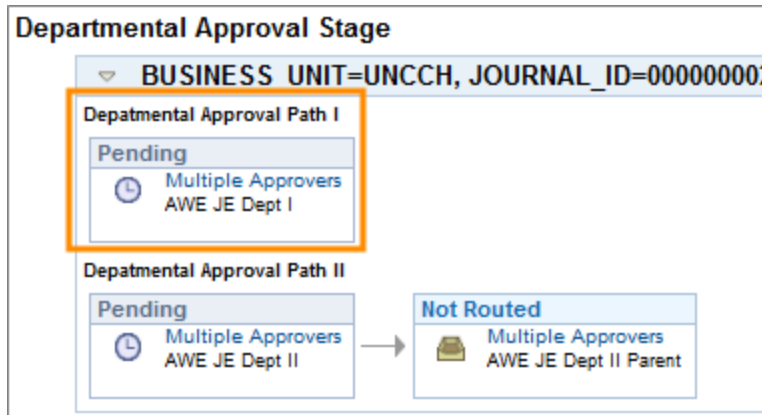 Departmental Approval Stage
BUSINESS_UNIT=UNCCH, JOURNAL_ID=00000000
Depatmental Approval Path I
Pending
Multiple Approvers
AWE JE Dept I
Depatmental Approval Path II
Pending
Not Routed
Multiple Approvers
Multiple Approvers
AWE JE Dept II
AWE JE Dept II Parent